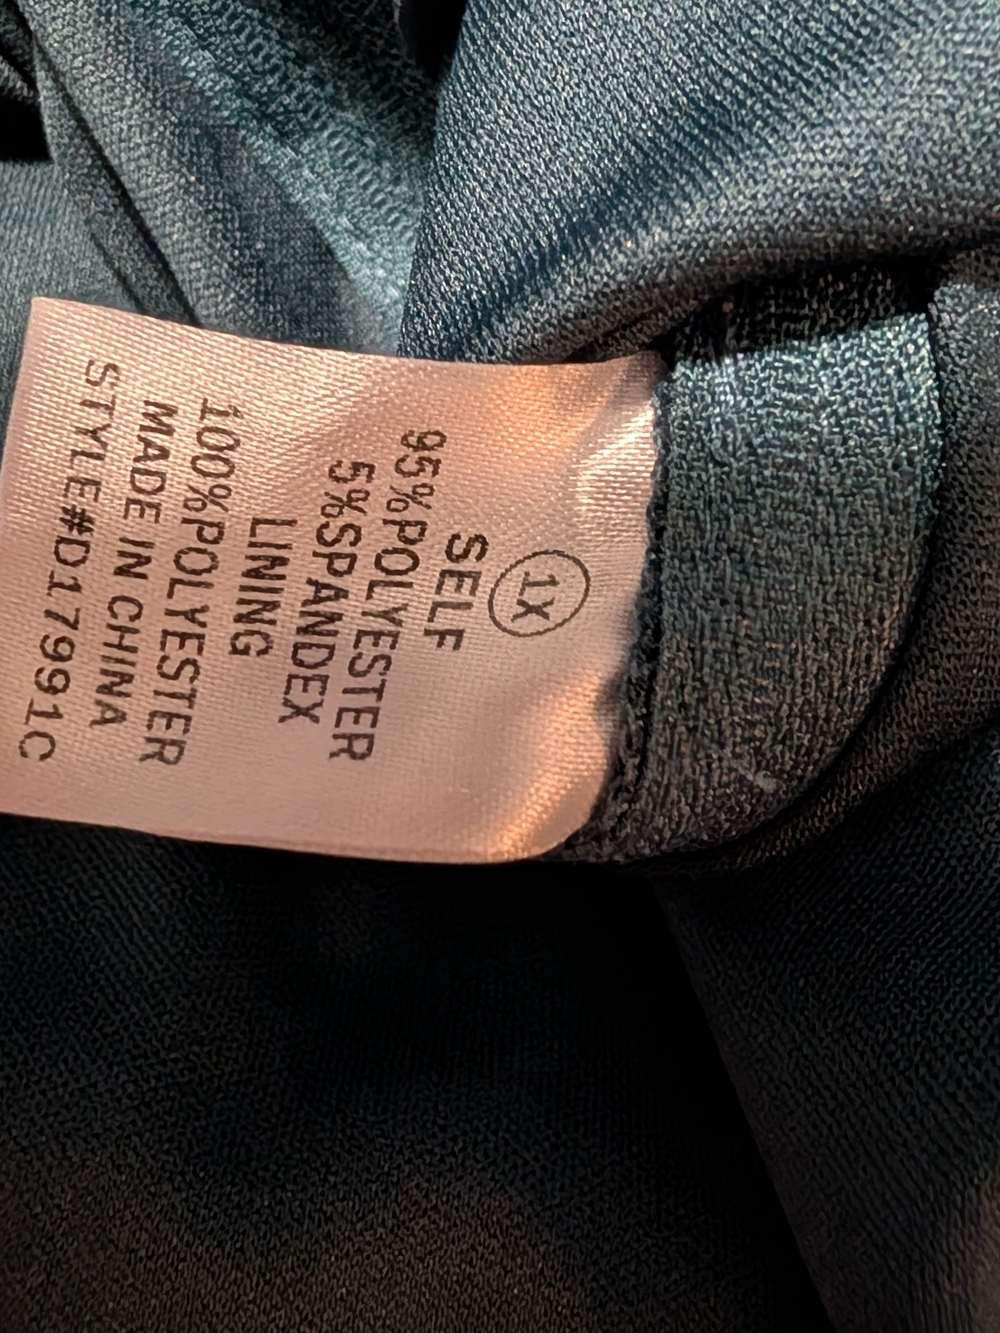 1X
SELF
95%POLYESTER
5%SPANDEX
LINING
100%POLYESTER
MADE IN CHINA
STYLE#D17991C